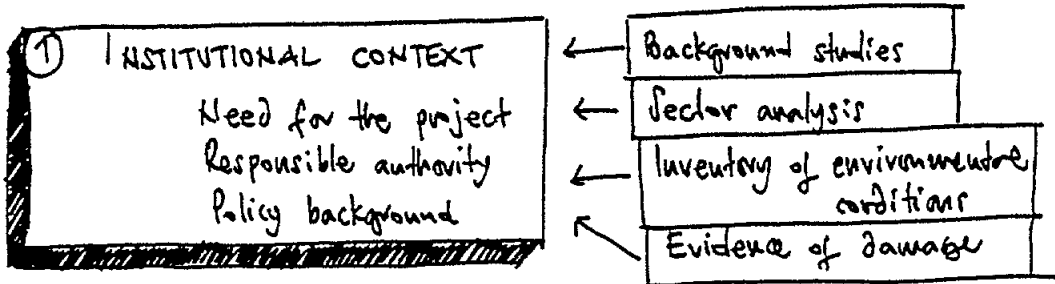 ① INSTITUTIONAL CONTEXT
Need for the project
Responsible authority
Policy background
Background studies
Sector analysis
Inventory of environmental
conditions
Evidence of damage